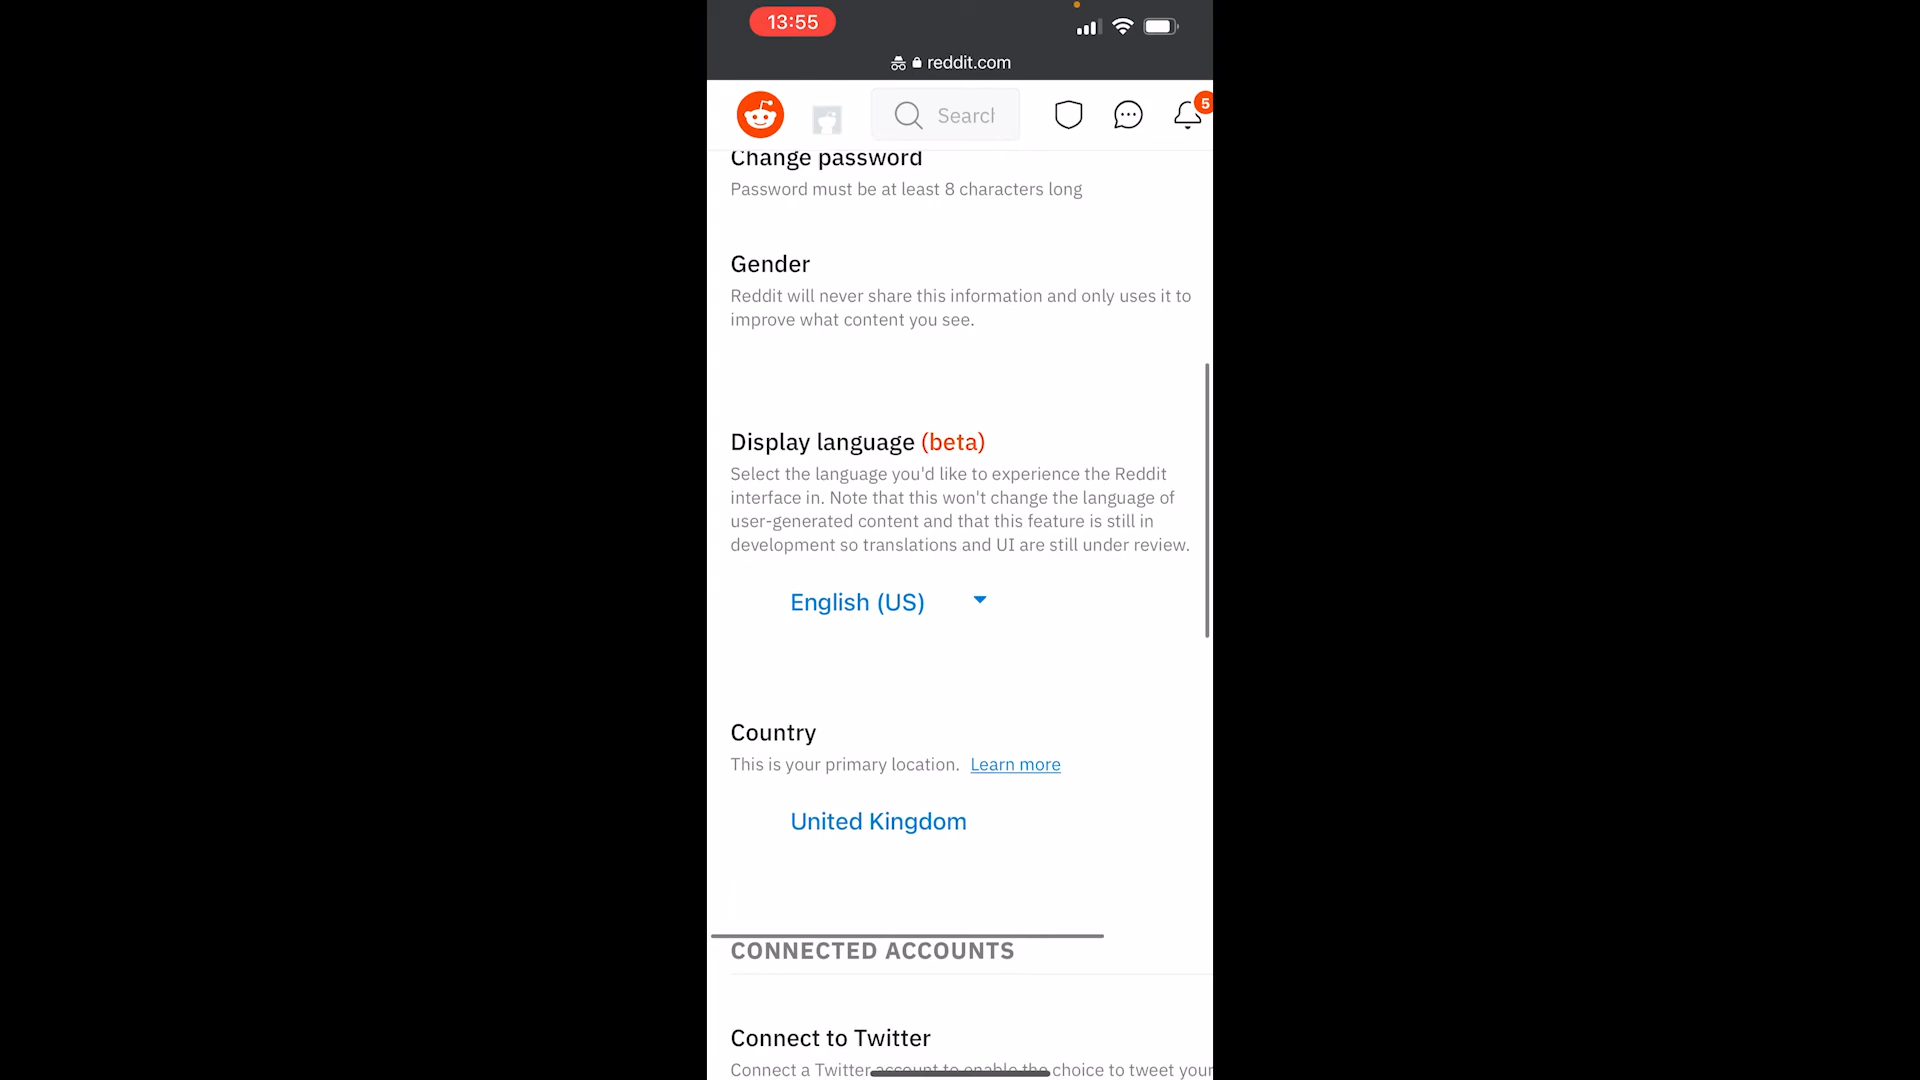 13:55
reddit.com
Search
5
Change password
Password must be at least 8 characters long
Gender
Reddit will never share this information and only uses it to
improve what content you see.
Display language (beta)
Select the language you'd like to experience the Reddit
interface in. Note that this won't change the language of
user-generated content and that this feature is still in
development so translations and UI are still under review.
English (US)
Country
This is your primary location. Learn more
United Kingdom
CONNECTED ACCOUNTS
Connect to Twitter
Connect a Twitter account to enable the choice to tweet your